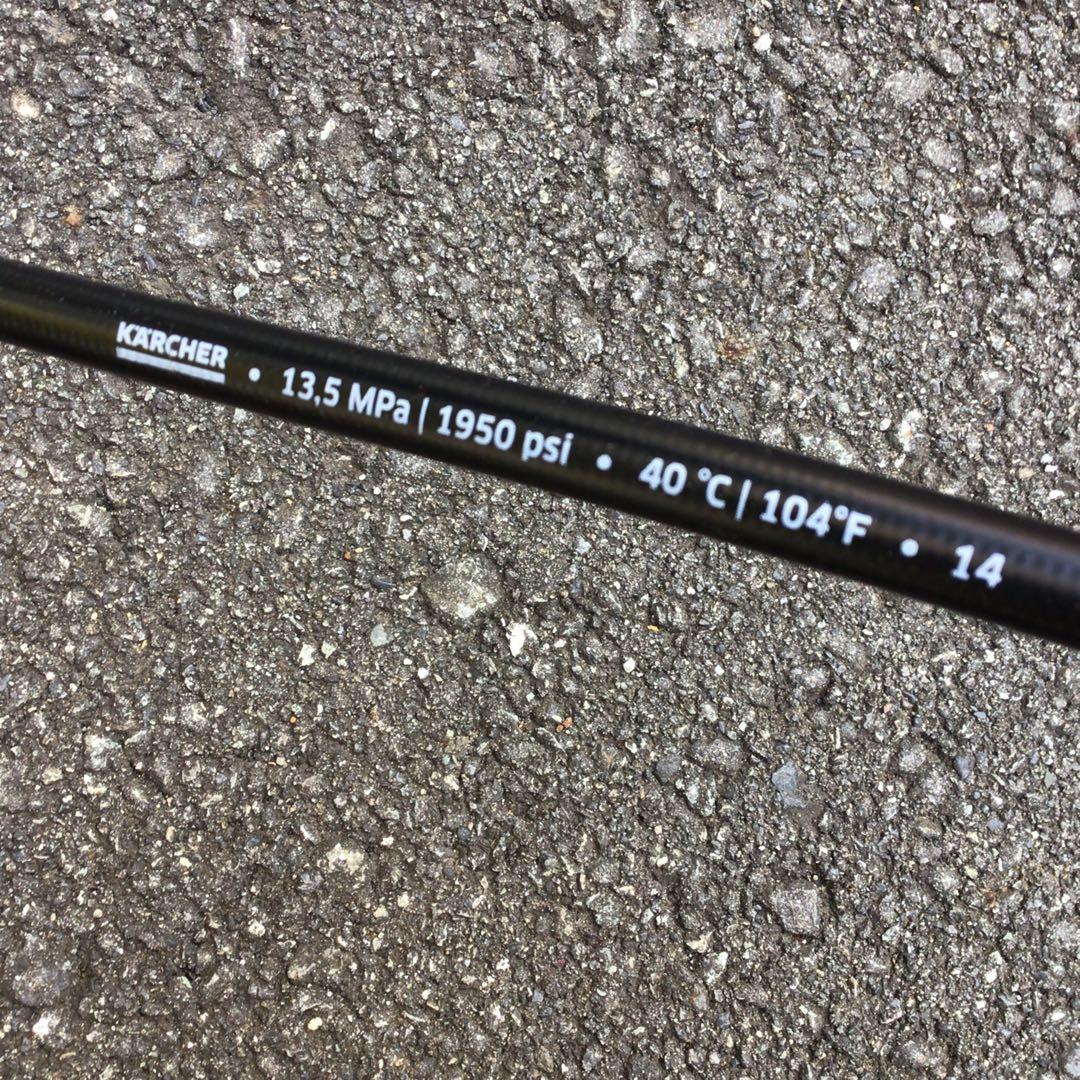 KÄRCHER • 13,5 MPa | 1950 psi • 40 °C | 104°F • 14